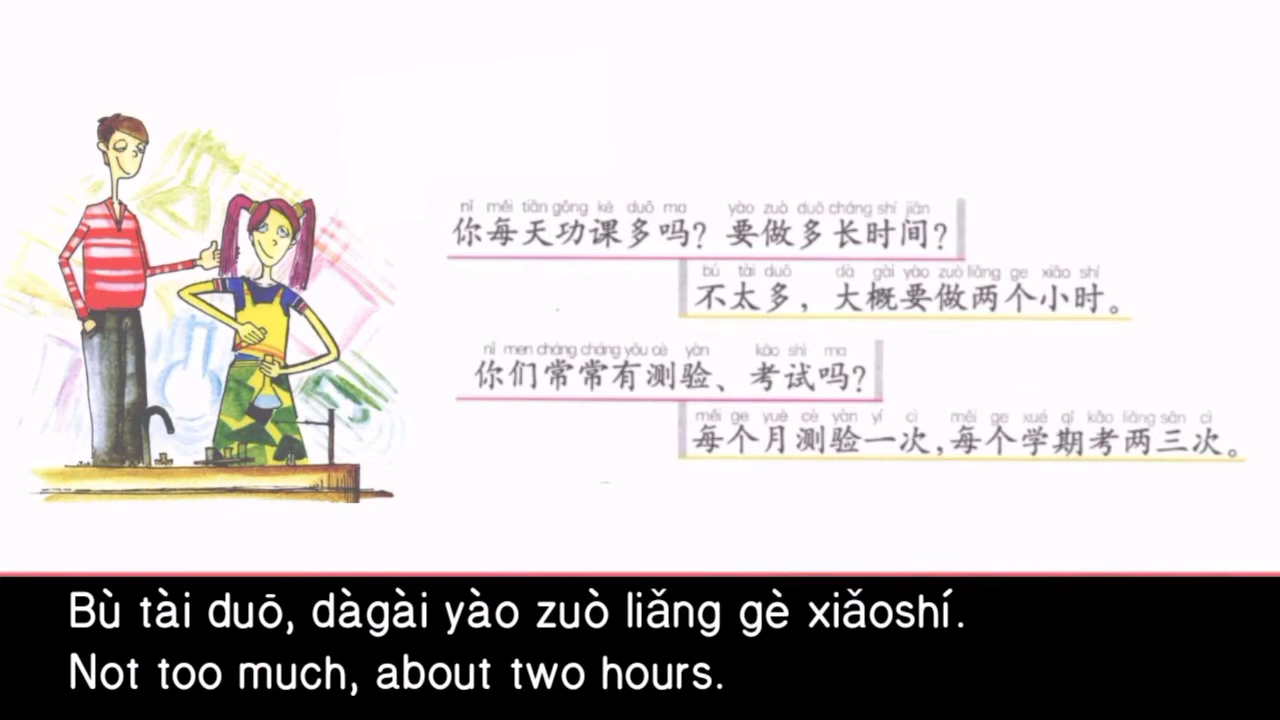 nǐ měi tiān gōng kè duō ma yào zuò duō cháng shí jiān
你每天功课多吗？要做多长时间？
bú tài duō dà gài yào zuò liǎng ge xiǎo shí
不太多，大概要做两个小时。
nǐ men cháng cháng yǒu cè yàn kǎo shì ma
你们常常有测验、考试吗？
měi ge yuè cè yàn yí cì měi ge xué qī kǎo liǎng sān cì
每个月测验一次，每个学期考两三次。
Bù tài duō, dàgài yào zuò liǎng gè xiǎoshí.
Not too much, about two hours.